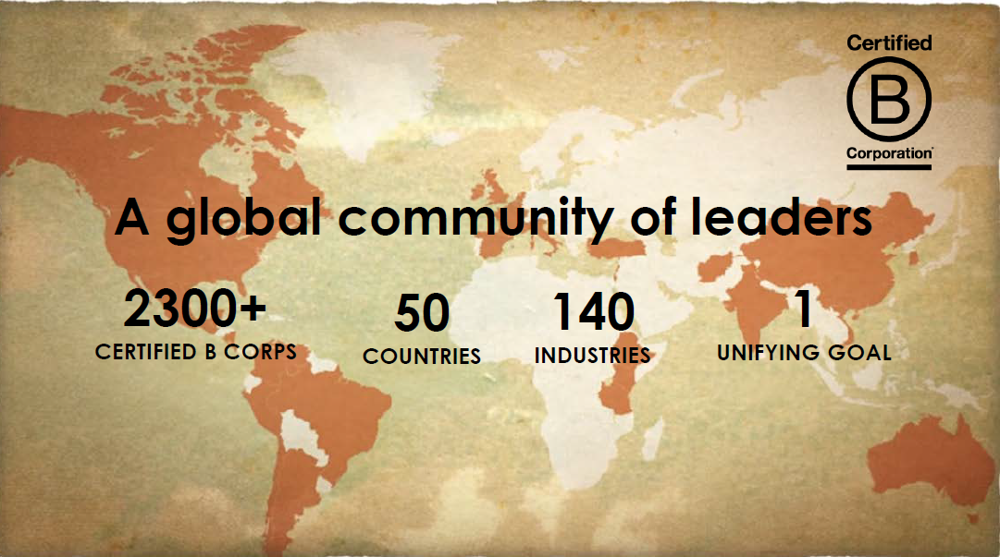 Certified
B
Corporation
A global community of leaders
2300+
CERTIFIED B CORPS
50
COUNTRIES
140
INDUSTRIES
1
UNIFYING GOAL